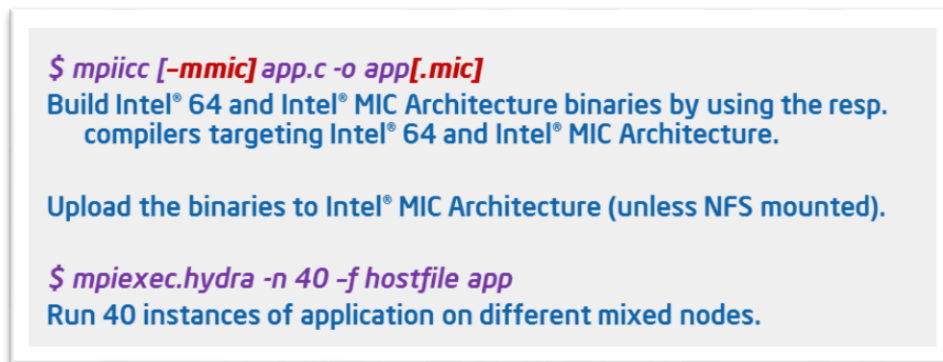 $ mpiicc [–mmic] app.c -o app[.mic]
Build Intel® 64 and Intel® MIC Architecture binaries by using the resp.
compilers targeting Intel® 64 and Intel® MIC Architecture.
Upload the binaries to Intel® MIC Architecture (unless NFS mounted).
$ mpiexec.hydra -n 40 –f hostfile app
Run 40 instances of application on different mixed nodes.